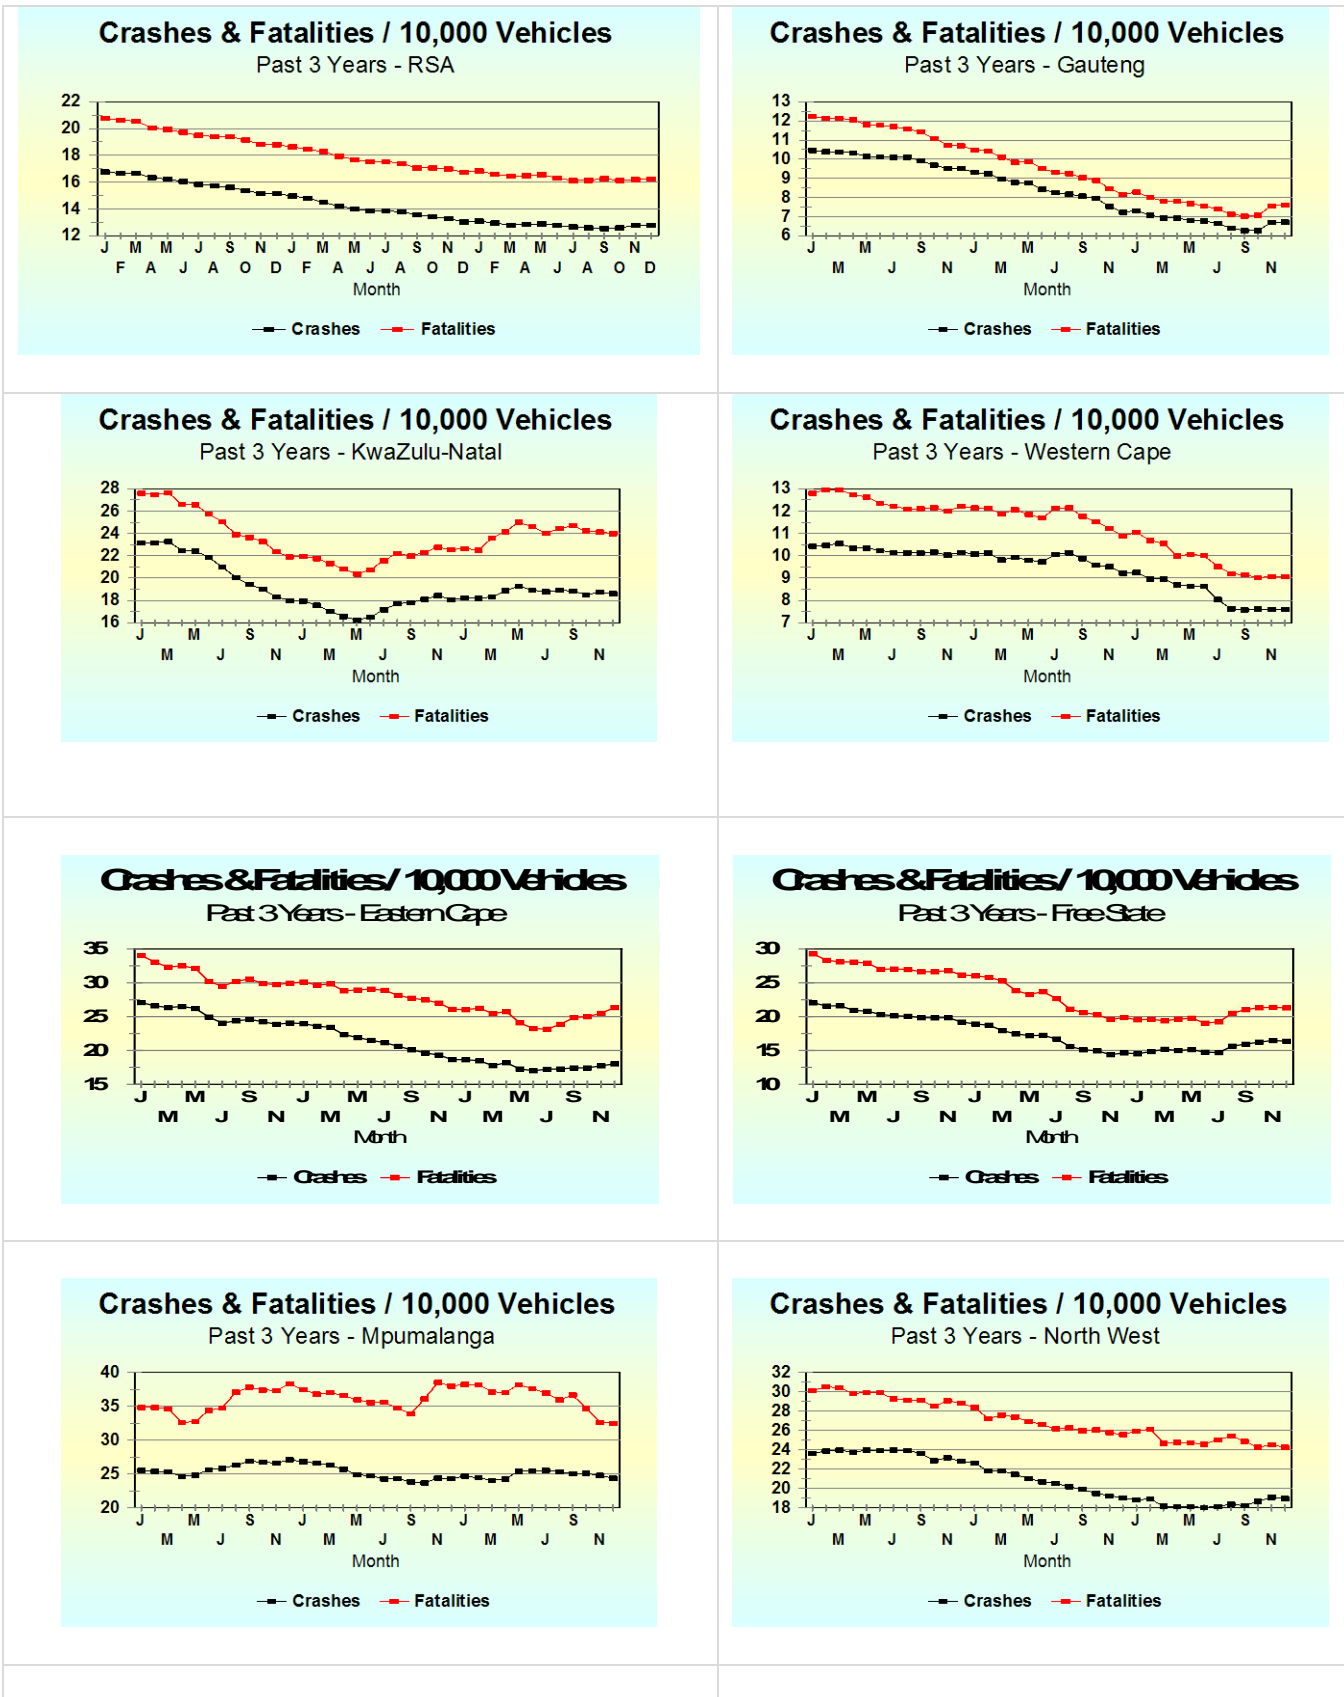 Crashes & Fatalities / 10,000 Vehicles
Past 3 Years - RSA
22
20
18
16
14
12
J M M J S N J M M J S N J M M J S N
F A J A O D F A J A O D F A J A O D
Month
Crashes Fatalities
Crashes & Fatalities / 10,000 Vehicles
Past 3 Years - Gauteng
13
12
11
10
9
8
7
6
J M S J M S J M S
M J N M J N M J N
Month
Crashes Fatalities
Crashes & Fatalities / 10,000 Vehicles
Past 3 Years - KwaZulu-Natal
28
26
24
22
20
18
16
J M S J M S J M S
M J N M J N M J N
Month
Crashes Fatalities
Crashes & Fatalities / 10,000 Vehicles
Past 3 Years - Western Cape
13
12
11
10
9
8
7
J M S J M S J M S
M J N M J N M J N
Month
Crashes Fatalities
Crashes & Fatalities / 10,000 Vehicles
Past 3 Years - Eastern Cape
35
30
25
20
15
J M S J M S J M S
M J N M J N M J N
Month
Crashes Fatalities
Crashes & Fatalities / 10,000 Vehicles
Past 3 Years - Free State
30
25
20
15
10
J M S J M S J M S
M J N M J N M J N
Month
Crashes Fatalities
Crashes & Fatalities / 10,000 Vehicles
Past 3 Years - Mpumalanga
40
35
30
25
20
J M S J M S J M S
M J N M J N M J N
Month
Crashes Fatalities
Crashes & Fatalities / 10,000 Vehicles
Past 3 Years - North West
32
30
28
26
24
22
20
18
J M S J M S J M S
M J N M J N M J N
Month
Crashes Fatalities